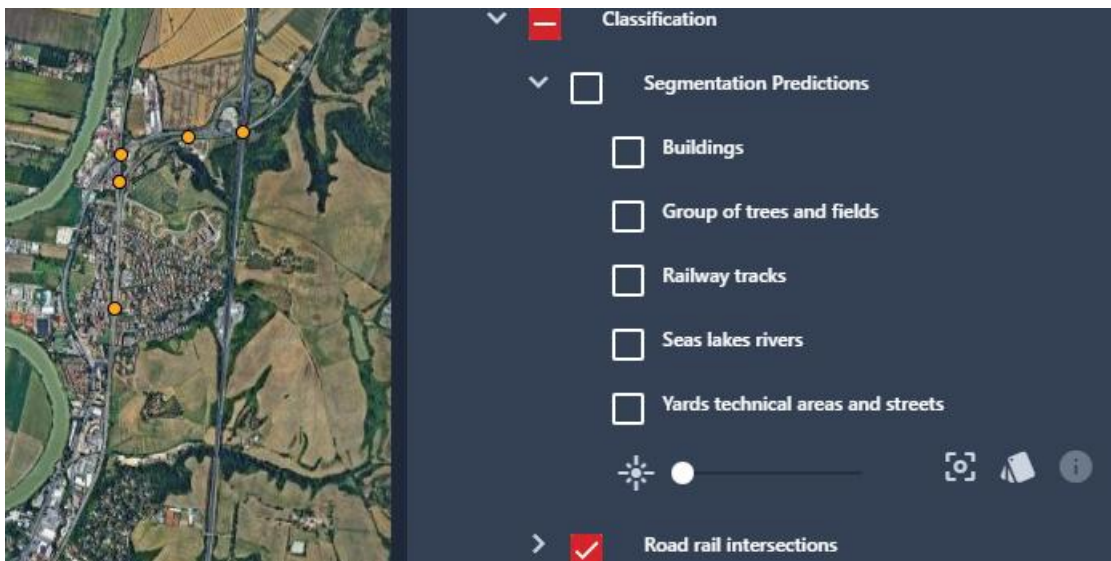 Classification
Segmentation Predictions
Buildings
Group of trees and fields
Railway tracks
Seas lakes rivers
Yards technical areas and streets
Road rail intersections